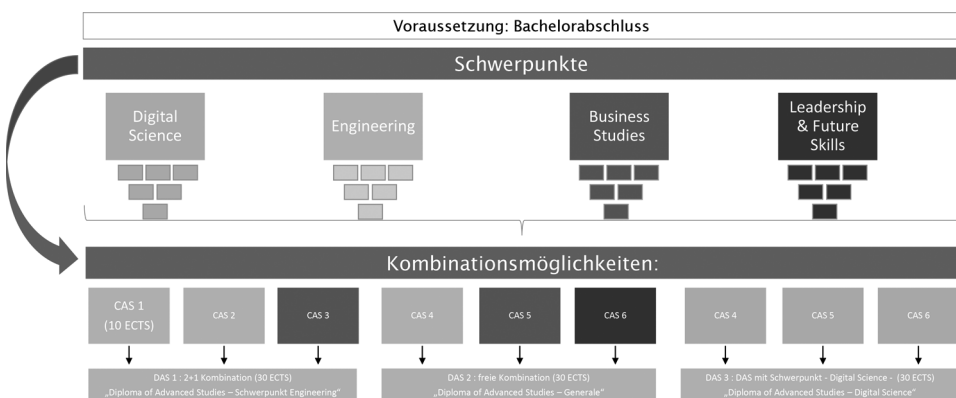 Voraussetzung: Bachelorabschluss
Schwerpunkte
Digital
Science
Engineering
Business
Studies
Leadership
& Future
Skills
Kombinationsmöglichkeiten:
CAS 1
(10 ECTS)
CAS 2
CAS 3
CAS 4
CAS 5
CAS 6
CAS 4
CAS 5
CAS 6
DAS 1 : 2+1 Kombination (30 ECTS)
„Diploma of Advanced Studies – Schwerpunkt Engineering“
DAS 2 : freie Kombination (30 ECTS)
„Diploma of Advanced Studies – Generale“
DAS 3 : DAS mit Schwerpunkt - Digital Science - (30 ECTS)
„Diploma of Advanced Studies – Digital Science“